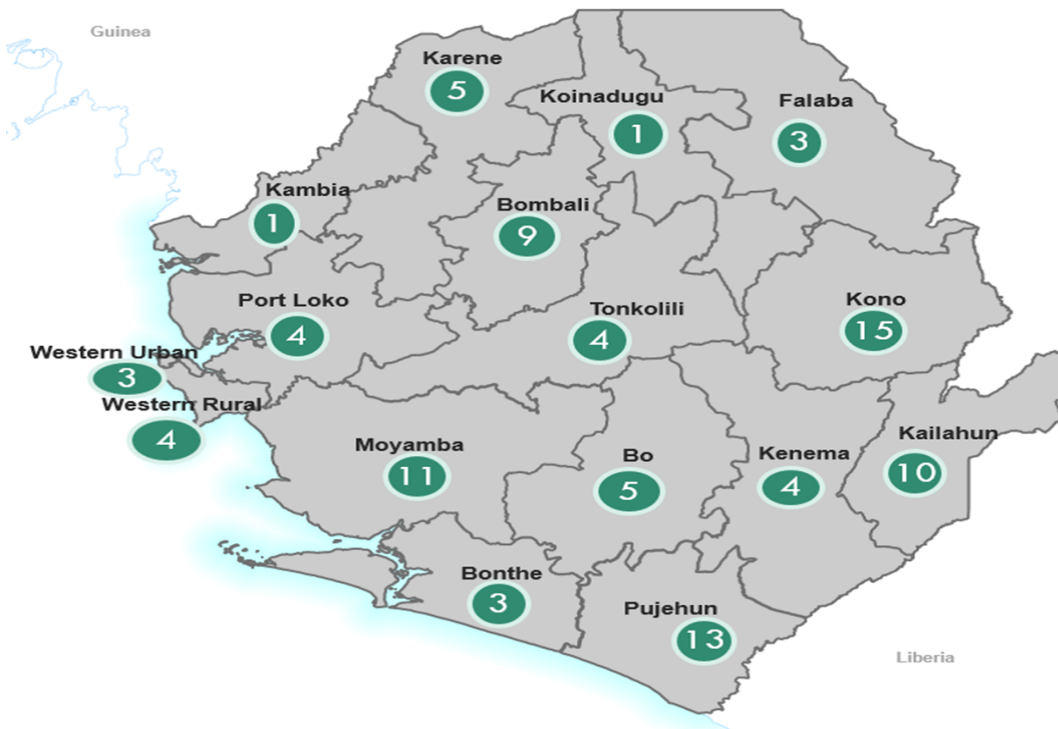 Guinea
Karene
5
Koinadugu
1
Falaba
3
Kambia
1
Bombali
9
Port Loko
4
Tonkolili
4
Kono
15
Western Urban
3
Western Rural
4
Moyamba
11
Bo
5
Kenema
4
Kailahun
10
Bonthe
3
Pujehun
13
Liberia